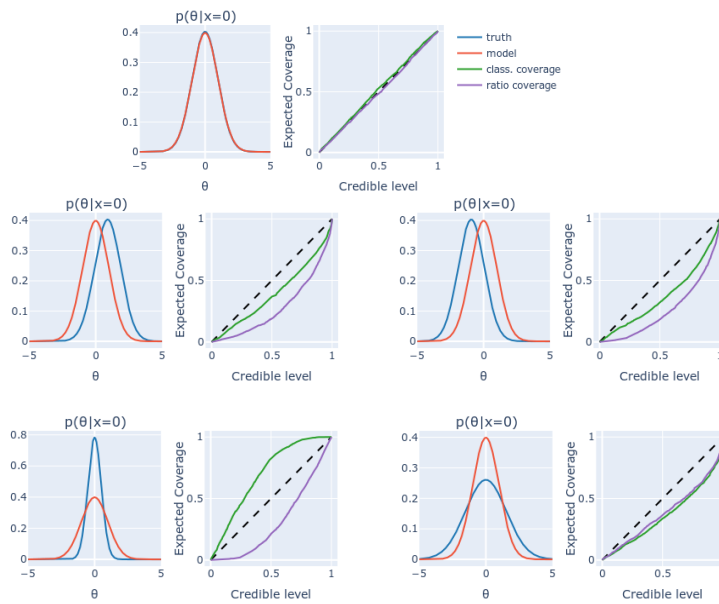 p(θ|x=0)
0.4
0.3
0.2
0.1
0
−5
0
5
θ
1
0.5
0
0
0.5
1
Expected Coverage
Credible level
truth
model
class. coverage
ratio coverage
p(θ|x=0)
0.4
0.3
0.2
0.1
0
−5
0
5
θ
1
0.5
0
0
0.5
1
Expected Coverage
Credible level
p(θ|x=0)
0.4
0.3
0.2
0.1
0
−5
0
5
θ
1
0.5
0
0
0.5
1
Expected Coverage
Credible level
p(θ|x=0)
0.8
0.6
0.4
0.2
0
−5
0
5
θ
1
0.5
0
0
0.5
1
Expected Coverage
Credible level
p(θ|x=0)
0.4
0.3
0.2
0.1
0
−5
0
5
θ
1
0.5
0
0
0.5
1
Expected Coverage
Credible level